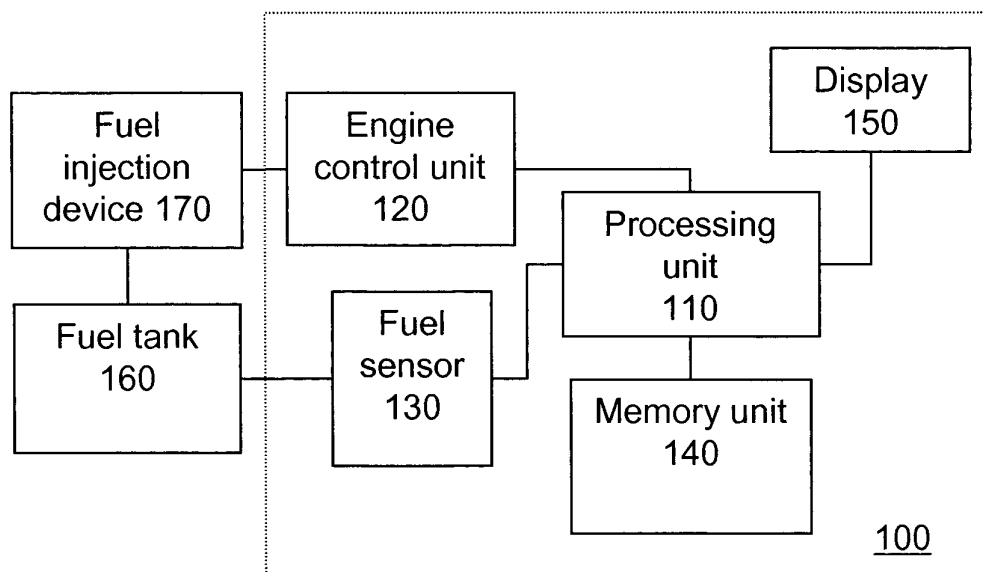 Fuel
injection
device 170
Engine
control unit
120
Display
150
Processing
unit
110
Fuel tank
160
Fuel
sensor
130
Memory unit
140
100